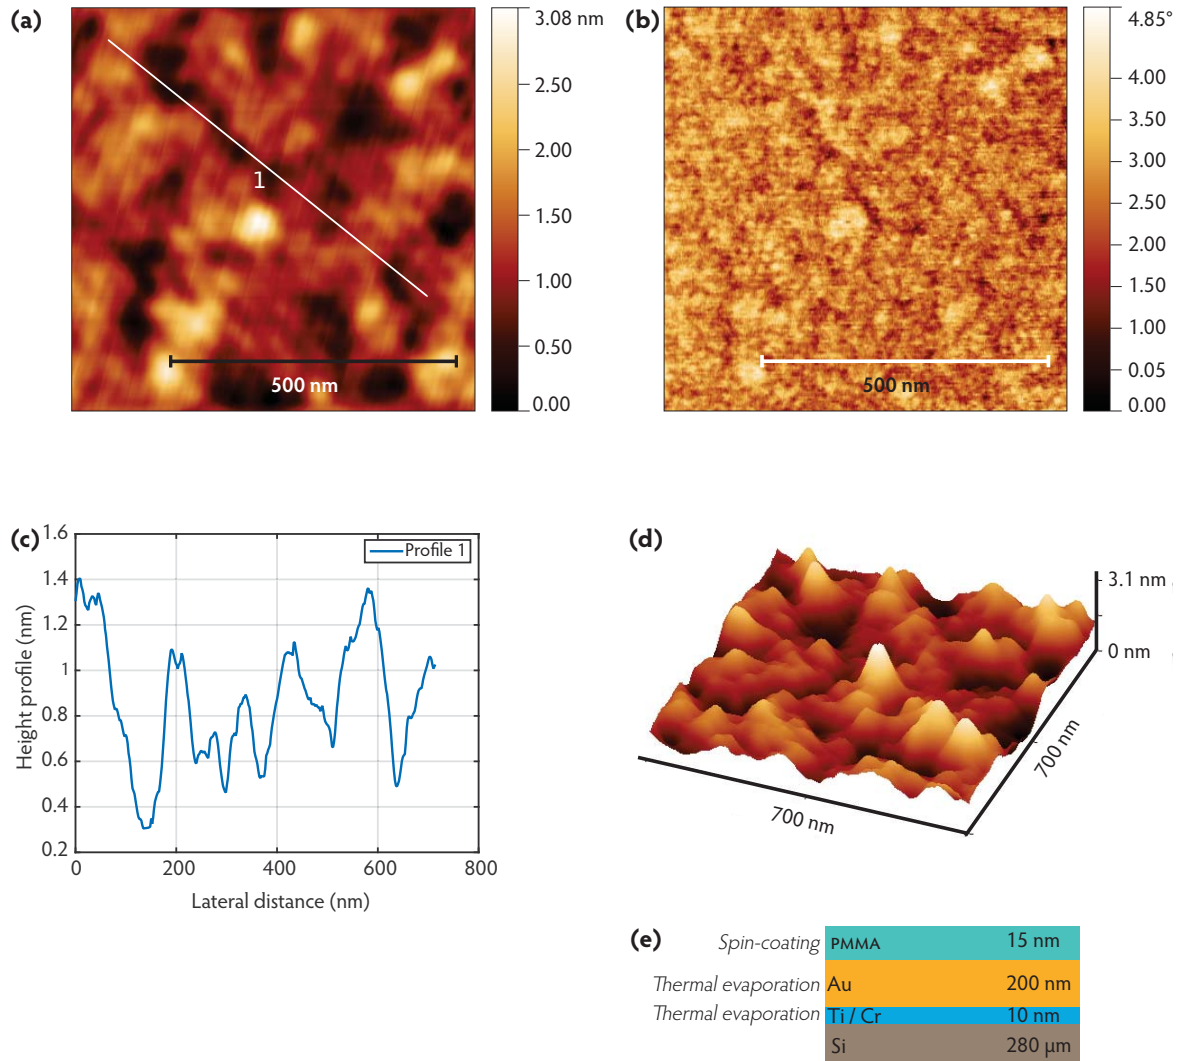 (a)
3.08 nm
2.50
2.00
1.50
1.00
0.50
0.00
1
500 nm
(b)
4.85°
4.00
3.50
3.00
2.50
2.00
1.50
1.00
0.05
0.00
500 nm
(c)
1.6
1.4
1.2
1
0.8
0.6
0.4
0.2
0
200
400
600
800
Height profile (nm)
Lateral distance (nm)
Profile 1
(d)
3.1 nm
0 nm
700 nm
700 nm
(e)
Spin-coating PMMA 15 nm
Thermal evaporation Au 200 nm
Thermal evaporation Ti / Cr 10 nm
Si 280 µm